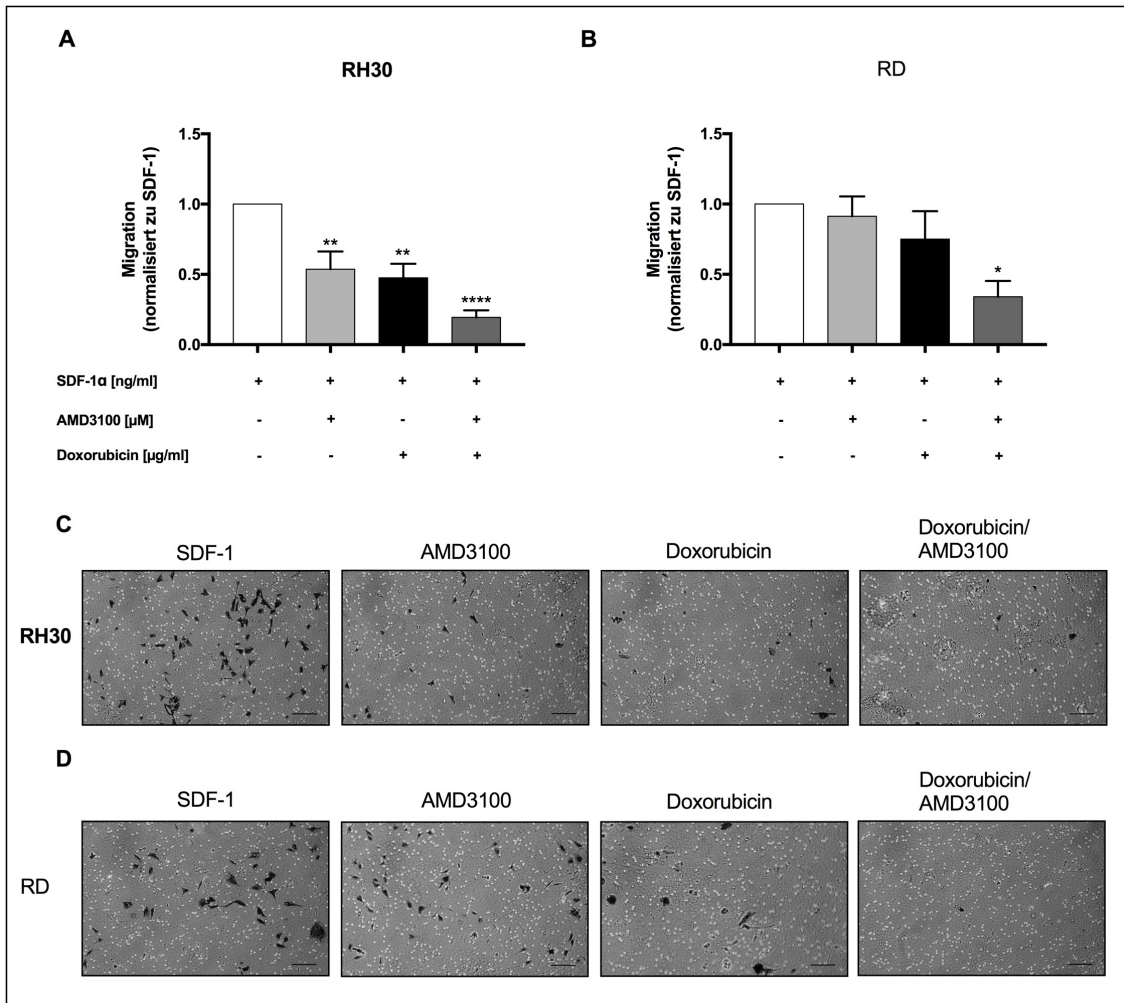 A
B
RH30
RD
Migration
(normalisiert zu SDF-1)
1.5
1.0
0.5
0.0
** ** ****
Migration
(normalisiert zu SDF-1)
1.5
1.0
0.5
0.0
*
SDF-1α [ng/ml] + + + + + + + +
AMD3100 [µM] - + - + - + - +
Doxorubicin [µg/ml] - - + + - - + +
C
SDF-1 AMD3100 Doxorubicin Doxorubicin/
AMD3100
RH30
D
SDF-1 AMD3100 Doxorubicin Doxorubicin/
AMD3100
RD